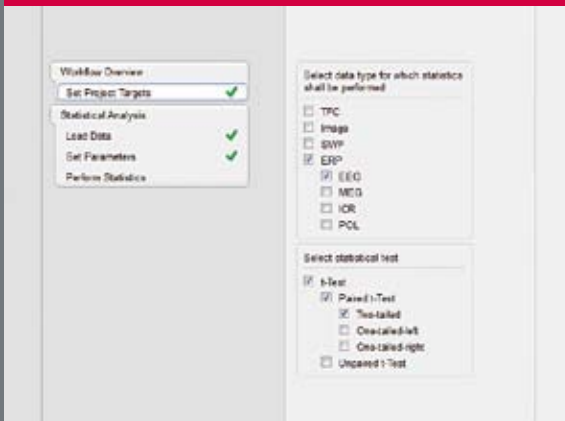 Workflow Overview
Set Project Targets
Statistical Analysis
Load Data
Set Parameters
Perform Statistics
Select data type for which statistics
shall be performed
TFC
Image
SWF
ERP
EEG
MEG
ICR
POL
Select statistical test
t-Test
Paired t-Test
Two-tailed
One-tailed-left
One-tailed-right
Unpaired t-Test